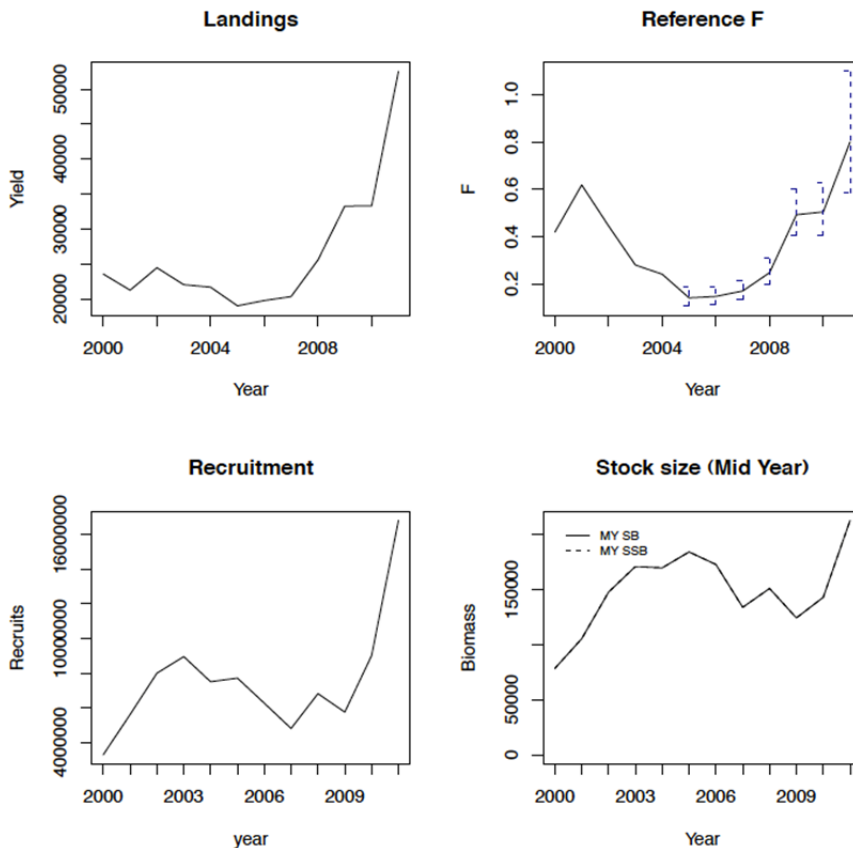 Landings
Yield
50000
40000
30000
20000
2000 2004 2008
Year
Reference F
F
1.0
0.8
0.6
0.4
0.2
2000 2004 2008
Year
Recruitment
Recruits
16000000
10000000
4000000
2000 2003 2006 2009
year
Stock size (Mid Year)
MY SB
MY SSB
Biomass
150000
50000
0
2000 2003 2006 2009
Year